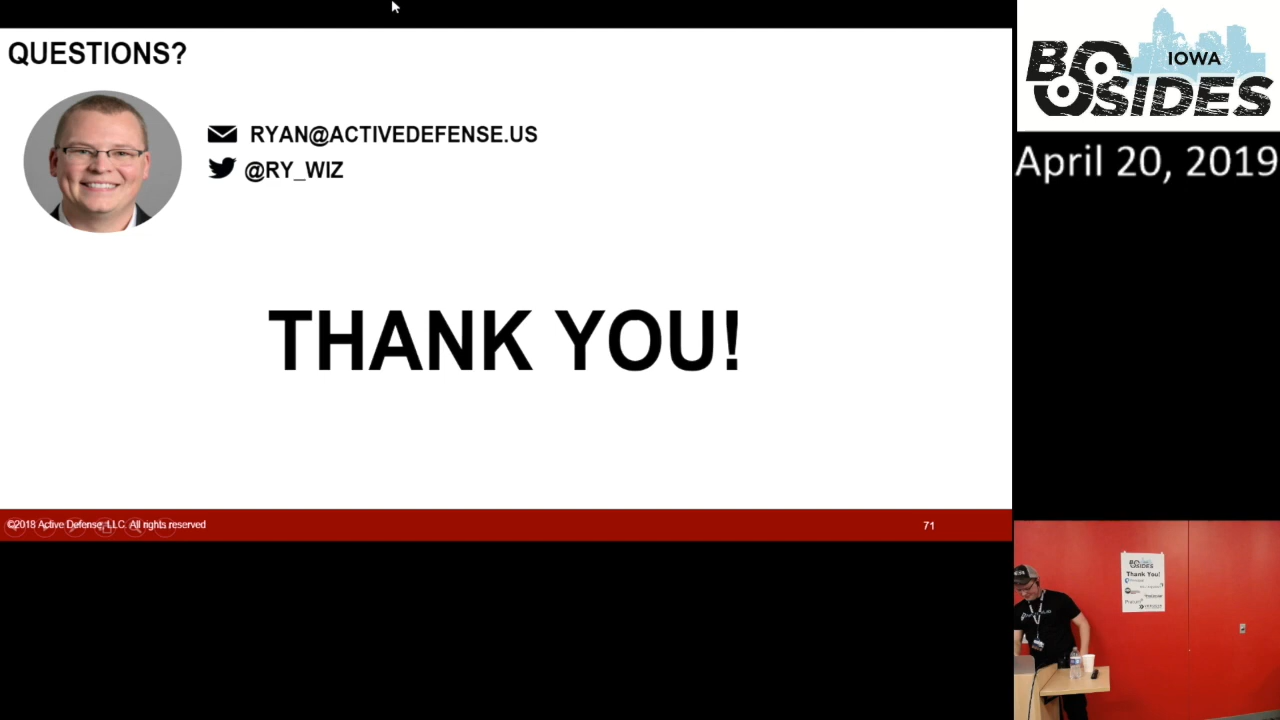 QUESTIONS?
RYAN@ACTIVEDEFENSE.US
@RY_WIZ
THANK YOU!
©2018 Active Defense, LLC. All rights reserved
71
BSIDES
IOWA
April 20, 2019
BSIDES
Thank You!